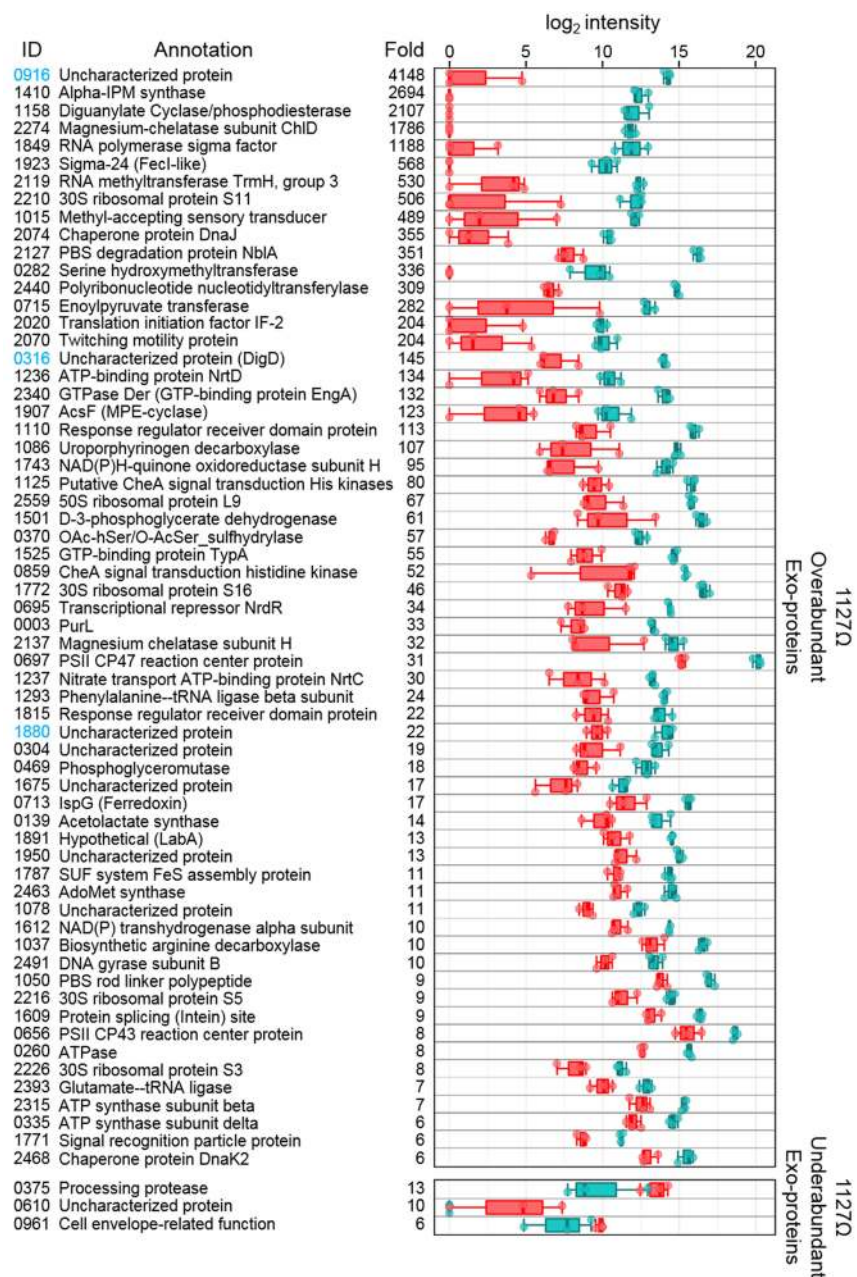 log2 intensity
ID Annotation Fold 0 5 10 15 20
0916 Uncharacterized protein 4148
1410 Alpha-IPM synthase 2694
1158 Diguanylate Cyclase/phosphodiesterase 2107
2274 Magnesium-chelatase subunit ChlD 1786
1849 RNA polymerase sigma factor 1188
1923 Sigma-24 (FecI-like) 568
2119 RNA methyltransferase TrmH, group 3 530
2210 30S ribosomal protein S11 506
1015 Methyl-accepting sensory transducer 489
2074 Chaperone protein DnaJ 355
2127 PBS degradation protein NblA 351
0282 Serine hydroxymethyltransferase 336
2440 Polyribonucleotide nucleotidyltransferylase 309
0715 Enoylpyruvate transferase 282
2020 Translation initiation factor IF-2 204
2070 Twitching motility protein 204
0316 Uncharacterized protein (DigD) 145
1236 ATP-binding protein NrtD 134
2340 GTPase Der (GTP-binding protein EngA) 132
1907 AcsF (MPE-cyclase) 123
1110 Response regulator receiver domain protein 113
1086 Uroporphyrinogen decarboxylase 107
1743 NAD(P)H-quinone oxidoreductase subunit H 95
1125 Putative CheA signal transduction His kinases 80
2559 50S ribosomal protein L9 67
1501 D-3-phosphoglycerate dehydrogenase 61
0370 OAc-hSer/O-AcSer_sulfhydrylase 57
1525 GTP-binding protein TypA 55
0859 CheA signal transduction histidine kinase 52
1772 30S ribosomal protein S16 46
0695 Transcriptional repressor NrdR 34
0003 PurL 33
2137 Magnesium chelatase subunit H 32
0697 PSII CP47 reaction center protein 31
1237 Nitrate transport ATP-binding protein NrtC 30
1293 Phenylalanine--tRNA ligase beta subunit 24
1815 Response regulator receiver domain protein 22
1880 Uncharacterized protein 22
0304 Uncharacterized protein 19
0469 Phosphoglyceromutase 18
1675 Uncharacterized protein 17
0713 IspG (Ferredoxin) 17
0139 Acetolactate synthase 14
1891 Hypothetical (LabA) 13
1950 Uncharacterized protein 13
1787 SUF system FeS assembly protein 11
2463 AdoMet synthase 11
1078 Uncharacterized protein 11
1612 NAD(P) transhydrogenase alpha subunit 10
1037 Biosynthetic arginine decarboxylase 10
2491 DNA gyrase subunit B 10
1050 PBS rod linker polypeptide 9
2216 30S ribosomal protein S5 9
1609 Protein splicing (Intein) site 9
0656 PSII CP43 reaction center protein 8
0260 ATPase 8
2226 30S ribosomal protein S3 8
2393 Glutamate--tRNA ligase 7
2315 ATP synthase subunit beta 7
0335 ATP synthase subunit delta 6
1771 Signal recognition particle protein 6
2468 Chaperone protein DnaK2 6
0375 Processing protease 13
0610 Uncharacterized protein 10
0961 Cell envelope-related function 6
1127Ω
Overabundant
Exo-proteins
1127Ω
Underabundant
Exo-proteins